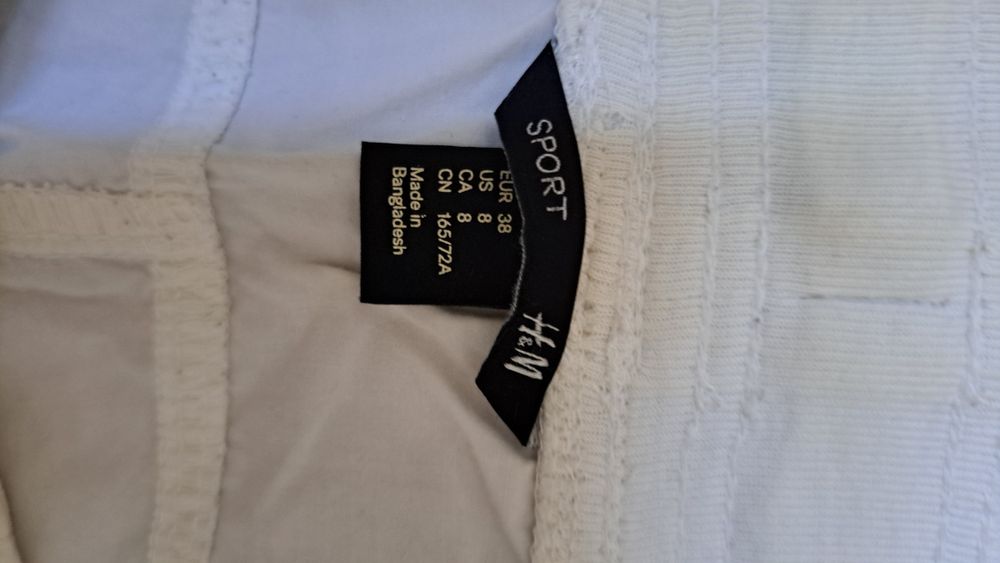 SPORT H&M
EUR 38
US 8
CA 8
CN 165/72A
Made in
Bangladesh